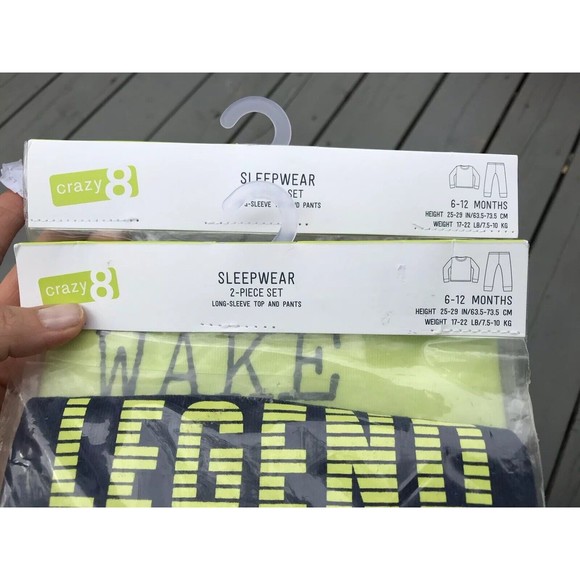 crazy 8
SLEEPWEAR
SET
TOP AND PANTS
6-12 MONTHS
HEIGHT 25-29 IN/63.5-73.5 CM
WEIGHT 17-22 LB/7.5-10 KG
crazy 8
SLEEPWEAR
2-PIECE SET
LONG-SLEEVE TOP AND PANTS
6-12 MONTHS
HEIGHT 25-29 IN/63.5-73.5 CM
WEIGHT 17-22 LB/7.5-10 KG
WAKE
LEGEND